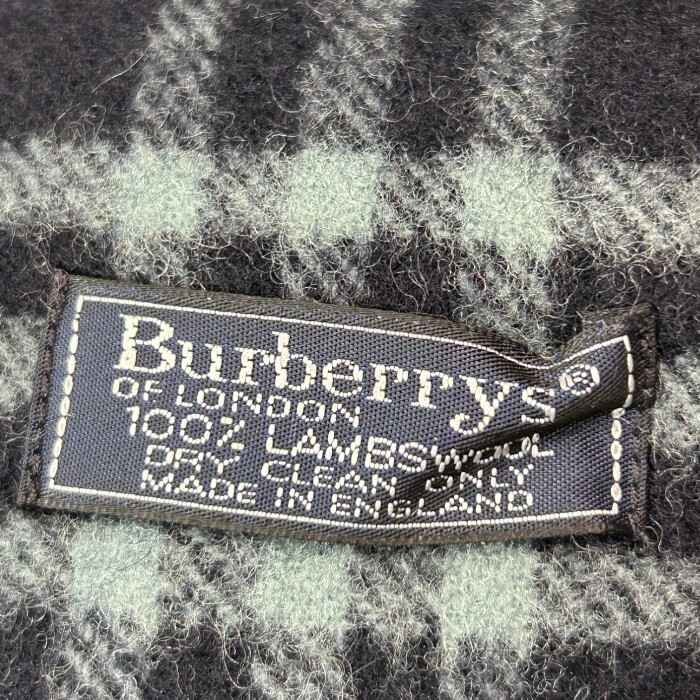 Burberrys®
OF LONDON
100% LAMBSWOOL
DRY CLEAN ONLY
MADE IN ENGLAND